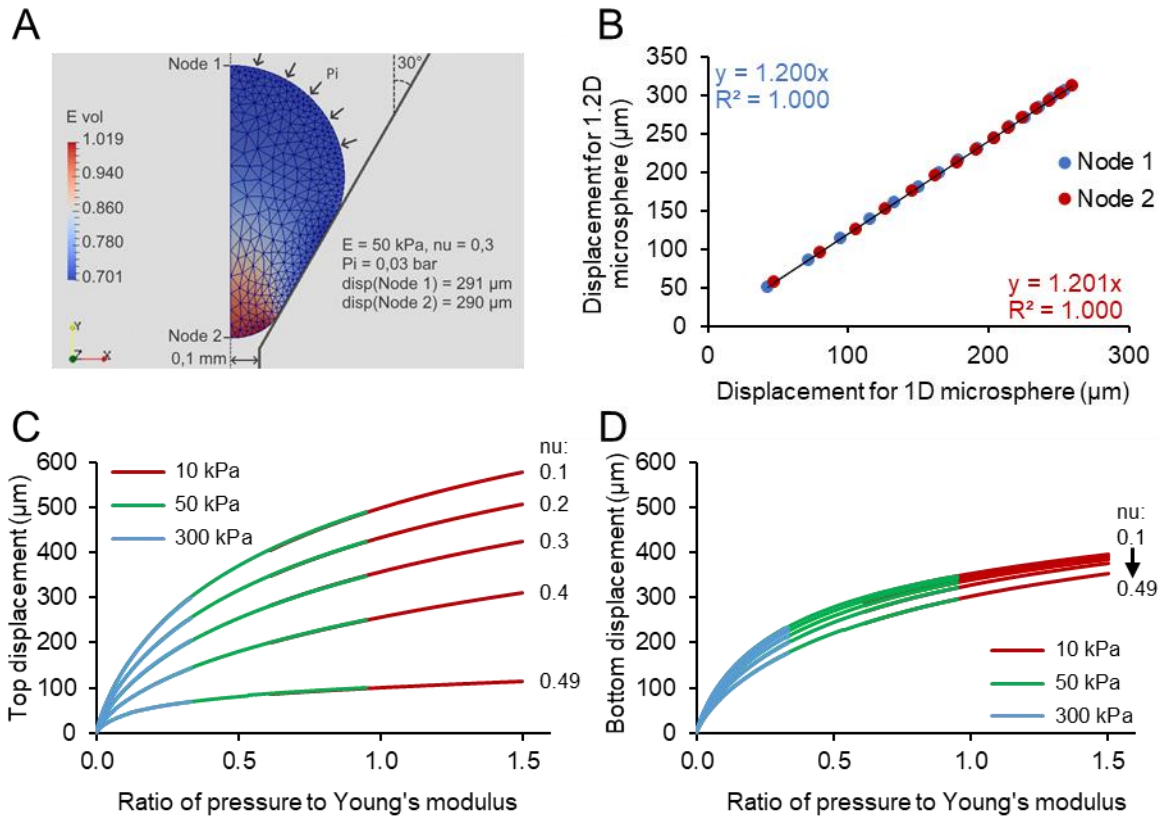 A
Node 1
Pi
30°
E vol
1.019
0.940
0.860
0.780
0.701
E = 50 kPa, nu = 0,3
Pi = 0,03 bar
disp(Node 1) = 291 µm
disp(Node 2) = 290 µm
Node 2
0,1 mm
Y
Z
X
B
Displacement for 1.2D
microsphere (µm)
350
300
250
200
150
100
50
0
y = 1.200x
R² = 1.000
Node 1
Node 2
y = 1.201x
R² = 1.000
0
100
200
300
Displacement for 1D microsphere (µm)
C
Top displacement (µm)
600
500
400
300
200
100
0
10 kPa
50 kPa
300 kPa
nu:
0.1
0.2
0.3
0.4
0.49
0.0
0.5
1.0
1.5
Ratio of pressure to Young's modulus
D
Bottom displacement (µm)
600
500
400
300
200
100
0
nu:
0.1
0.49
10 kPa
50 kPa
300 kPa
0.0
0.5
1.0
1.5
Ratio of pressure to Young's modulus